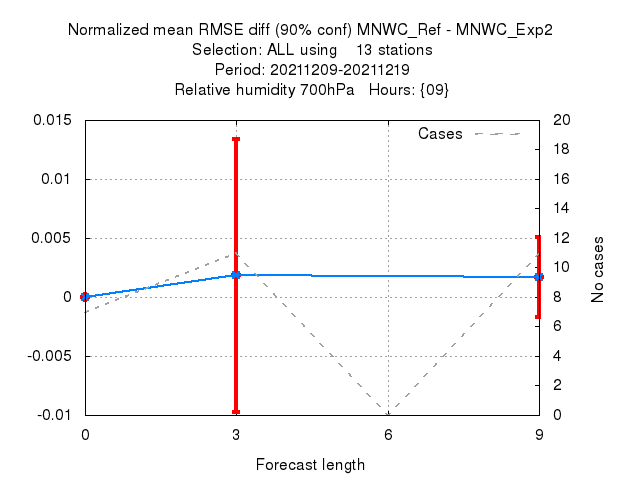 Normalized mean RMSE diff (90% conf) MNWC_Ref - MNWC_Exp2
Selection: ALL using    13 stations
Period: 20211209-20211219
Relative humidity 700hPa   Hours: {09}
Cases
0.015
0.01
0.005
0
-0.005
-0.01
20
18
16
14
12
10
8
6
4
2
0
No cases
0 3 6 9
Forecast length